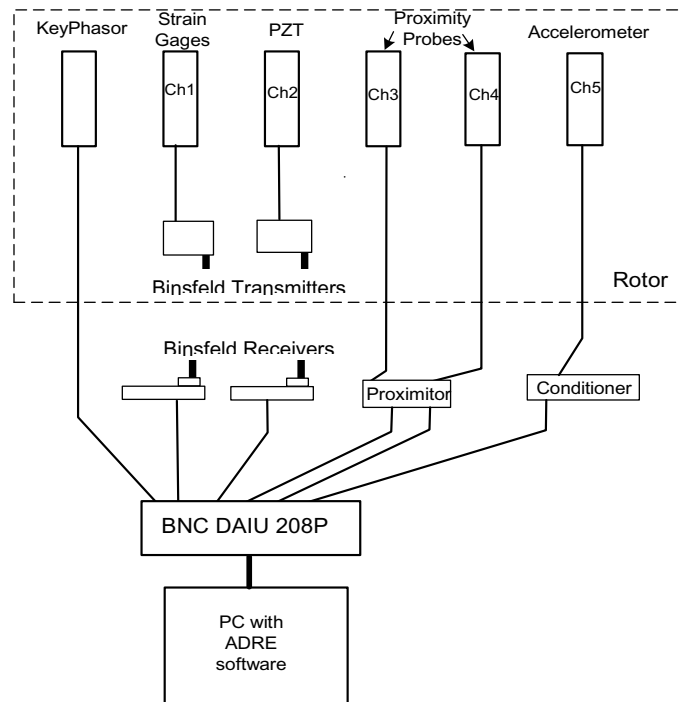 KeyPhasor
Strain
Gages
PZT
Proximity
Probes
Accelerometer
Ch1
Ch2
Ch3
Ch4
Ch5
Binsfeld Transmitters
Rotor
Binsfeld Receivers
Proximitor
Conditioner
BNC DAIU 208P
PC with
ADRE
software